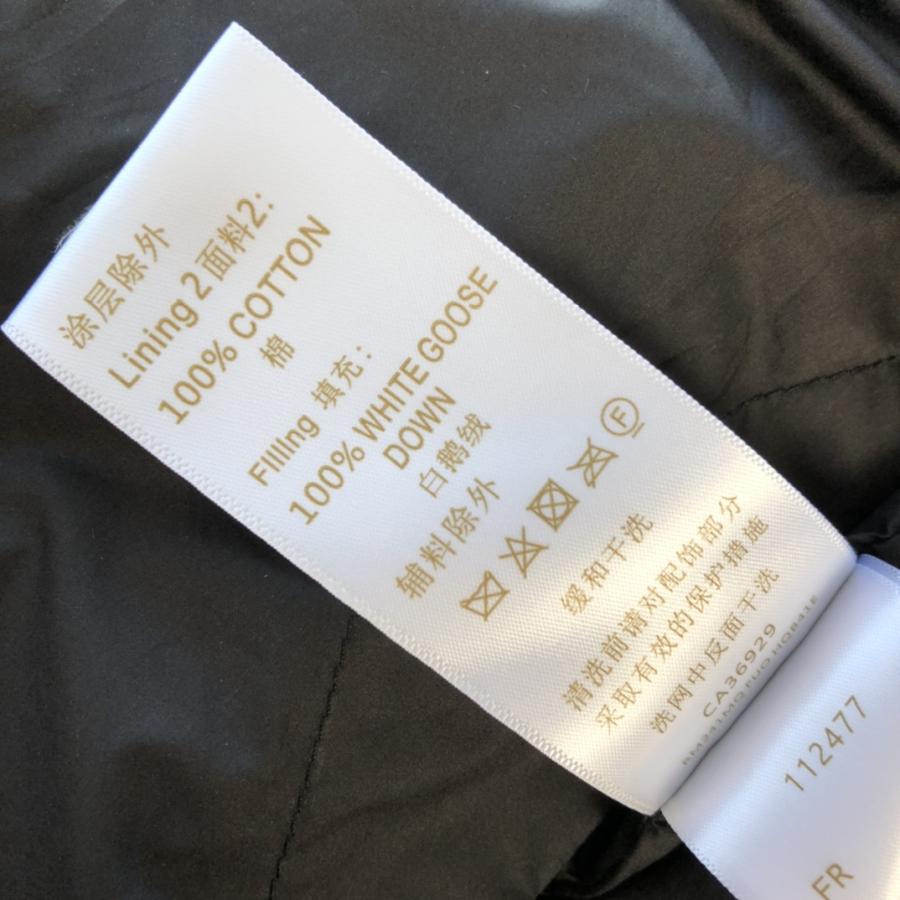 涂层除外
Lining 2 面料2:
100% COTTON
棉
Filling 填充:
100% WHITE GOOSE
DOWN
白鹅绒
辅料除外
F
缓和干洗
清洗前请对配饰部分
采取有效的保护措施
洗网中反面干洗
CA36929
112477
FR